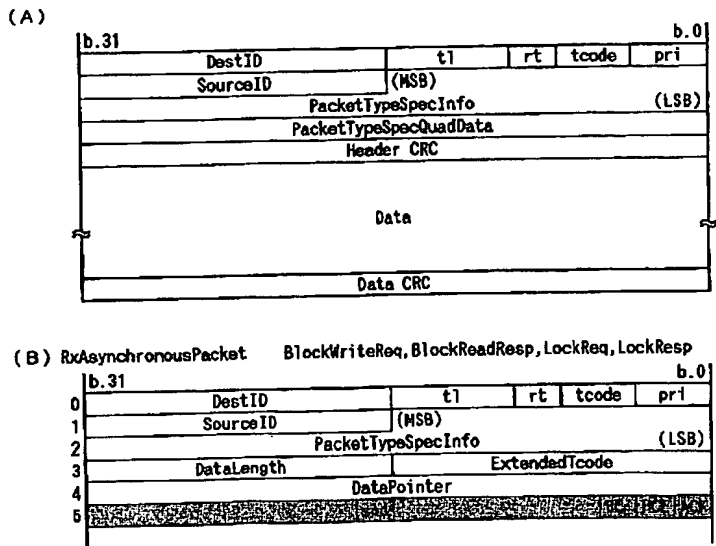 (A)
b.31 b.0
DestID tl rt tcode pri
SourceID (MSB)
PacketTypeSpecInfo (LSB)
PacketTypeSpecQuadData
Header CRC
Data
Data CRC
(B) RxAsynchronousPacket BlockWriteReq,BlockReadResp,LockReq,LockResp
b.31 b.0
0 DestID tl rt tcode pri
1 SourceID (MSB)
2 PacketTypeSpecInfo (LSB)
3 DataLength ExtendedTcode
4 DataPointer
5